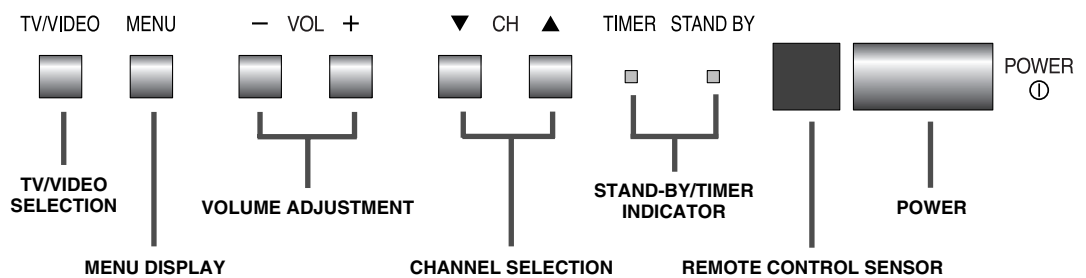 TV/VIDEO MENU − VOL + ▼ CH ▲ TIMER STAND BY
POWER
TV/VIDEO
SELECTION
VOLUME ADJUSTMENT
STAND-BY/TIMER
INDICATOR
POWER
MENU DISPLAY
CHANNEL SELECTION
REMOTE CONTROL SENSOR